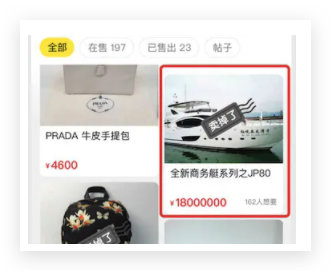 全部
在售 197
已售出 23
帖子
PRADA
PRADA 牛皮手提包
¥4600
卖掉了
全新商务艇系列之JP80
¥18000000
162人想要
掉了